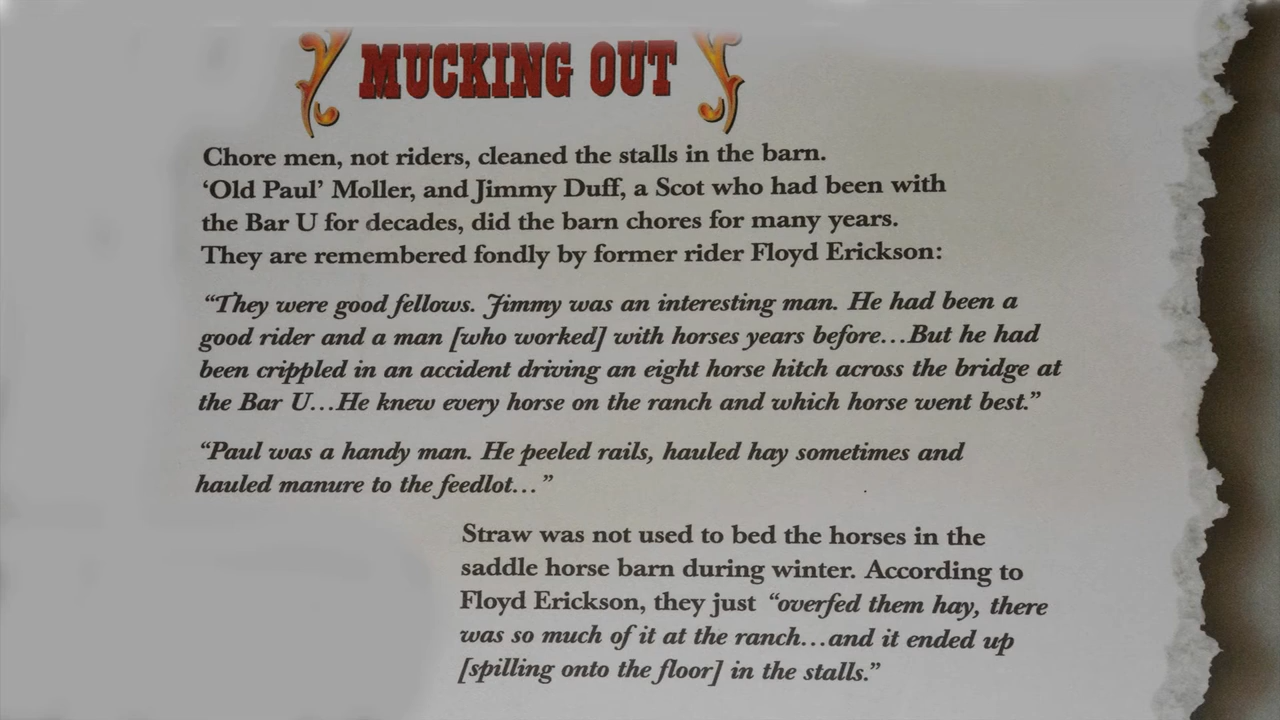 MUCKING OUT
Chore men, not riders, cleaned the stalls in the barn.
‘Old Paul’ Moller, and Jimmy Duff, a Scot who had been with
the Bar U for decades, did the barn chores for many years.
They are remembered fondly by former rider Floyd Erickson:
“They were good fellows. Jimmy was an interesting man. He had been a
good rider and a man [who worked] with horses years before…But he had
been crippled in an accident driving an eight horse hitch across the bridge at
the Bar U…He knew every horse on the ranch and which horse went best.”
“Paul was a handy man. He peeled rails, hauled hay sometimes and
hauled manure to the feedlot…”
Straw was not used to bed the horses in the
saddle horse barn during winter. According to
Floyd Erickson, they just “overfed them hay, there
was so much of it at the ranch…and it ended up
[spilling onto the floor] in the stalls.”